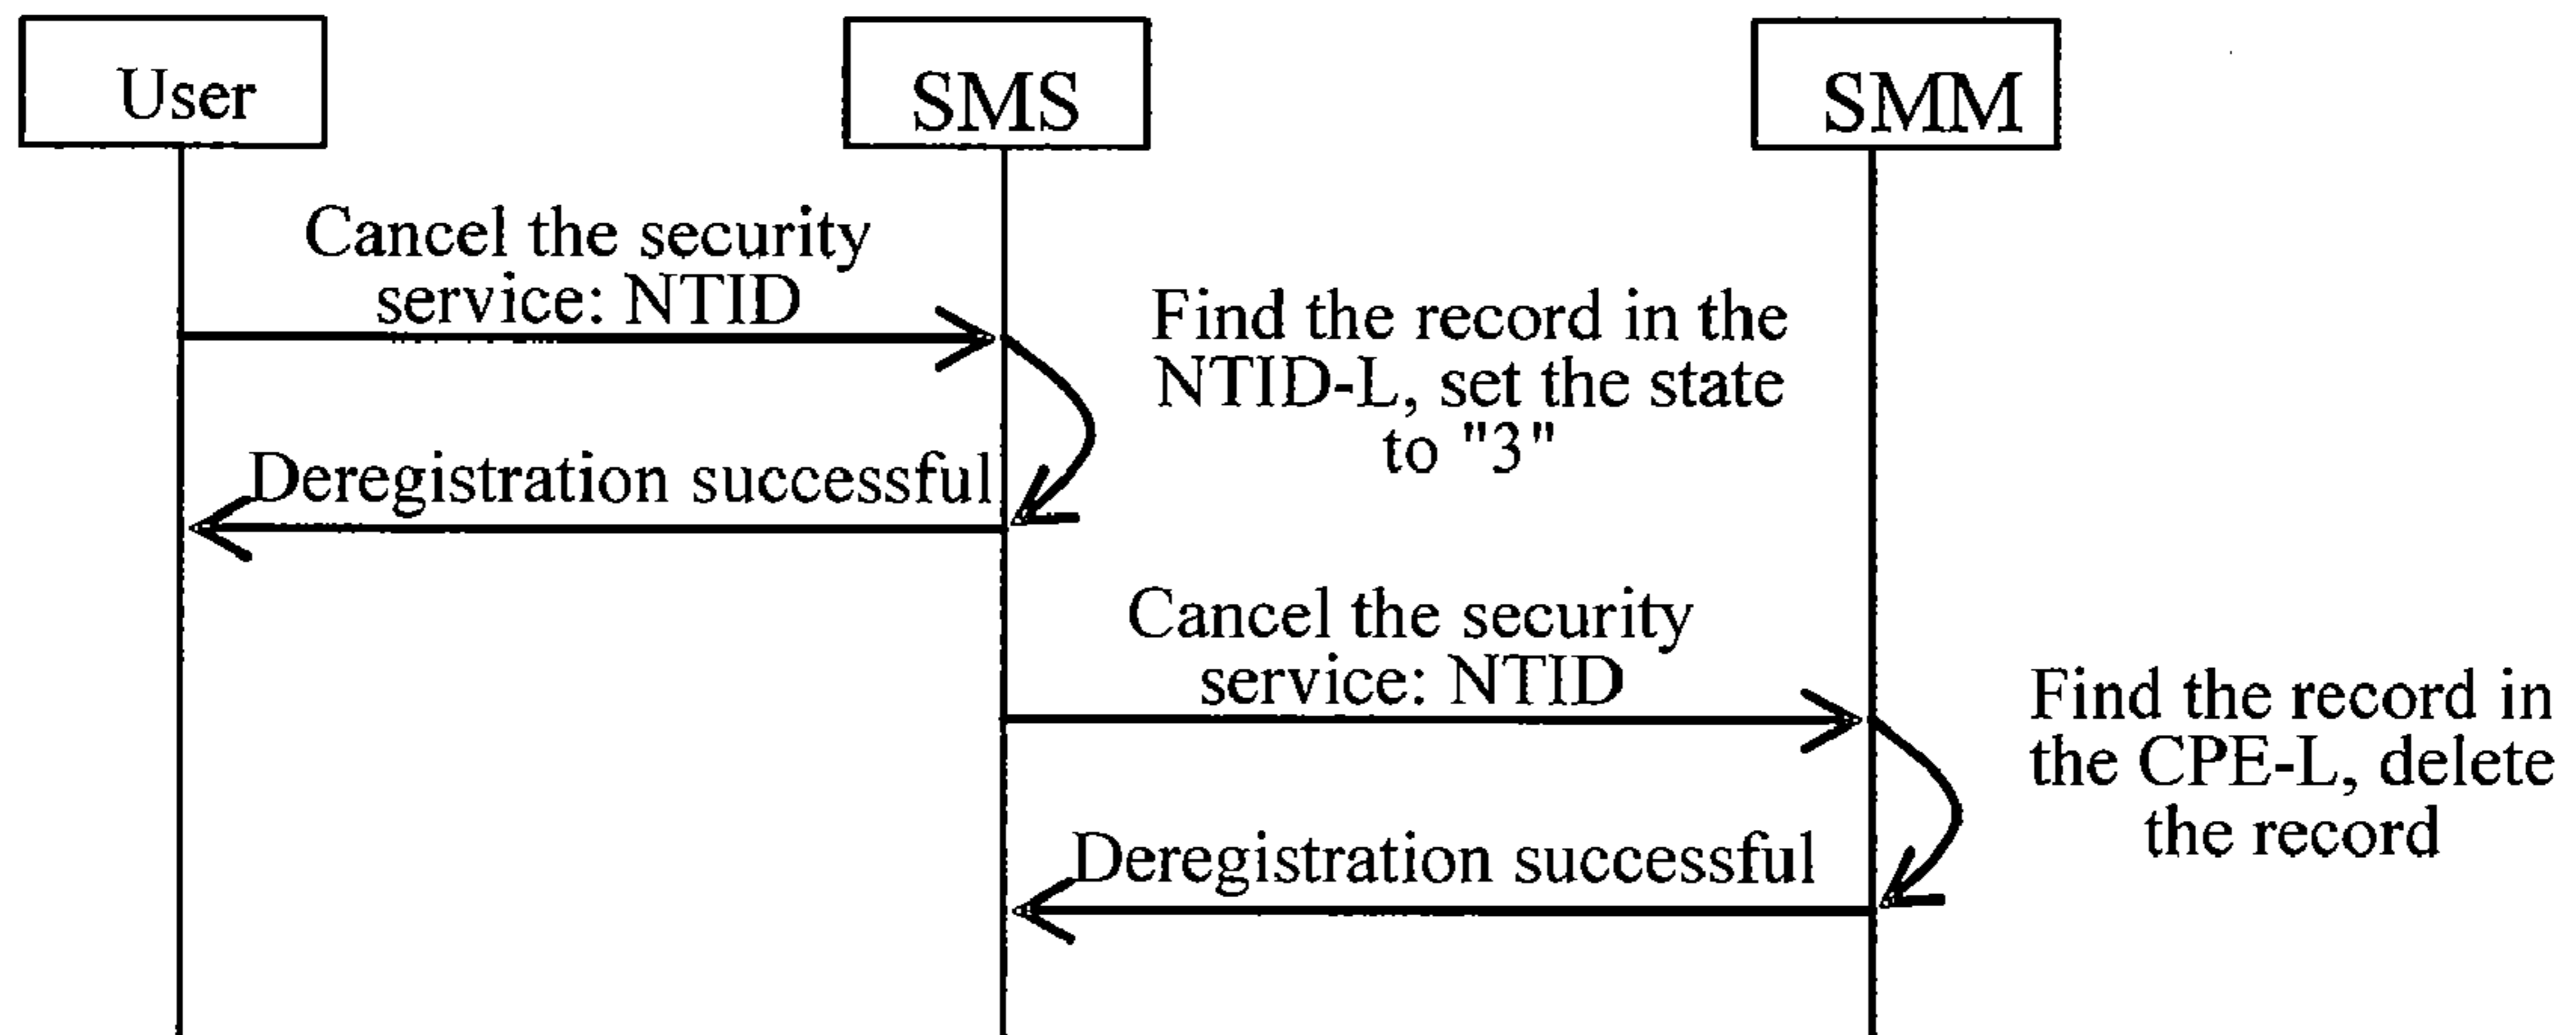 User
SMS
SMM
Cancel the security
service: NTID
Find the record in the
NTID-L, set the state
to "3"
Deregistration successful
Cancel the security
service: NTID
Find the record in
the CPE-L, delete
the record
Deregistration successful